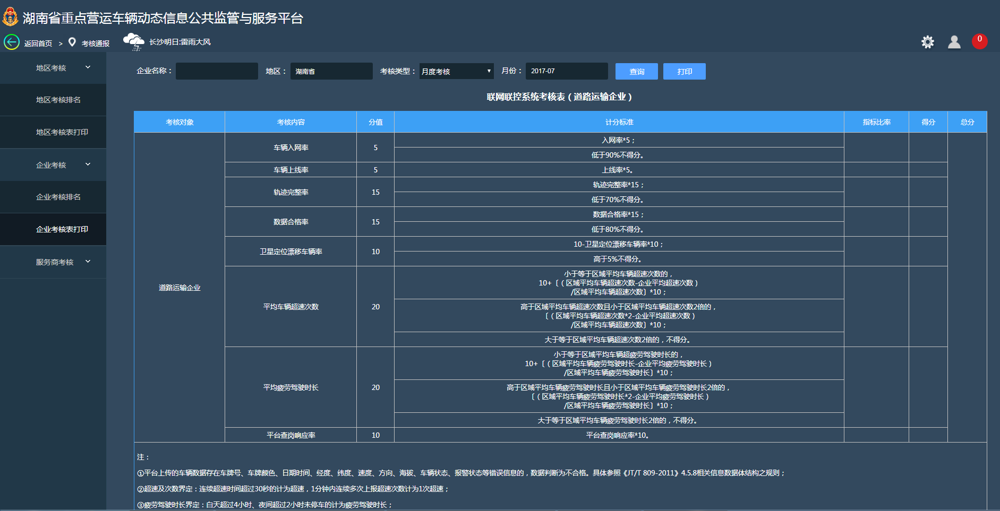 湖南省重点营运车辆动态信息公共监管与服务平台
返回首页 > 考核通报 长沙明日:雷雨大风 0
地区考核
地区考核排名
地区考核表打印
企业考核
企业考核排名
企业考核表打印
服务商考核
企业名称： 地区： 湖南省 考核类型： 月度考核 月份： 2017-07 查询 打印
联网联控系统考核表（道路运输企业）
考核对象 考核内容 分值 计分标准 指标比率 得分 总分
道路运输企业
车辆入网率 5 入网率*5；
低于90%不得分。
车辆上线率 5 上线率*5。
轨迹完整率 15 轨迹完整率*15；
低于70%不得分。
数据合格率 15 数据合格率*15；
低于80%不得分。
卫星定位漂移车辆率 10 10-卫星定位漂移车辆率*10；
高于5%不得分。
平均车辆超速次数 20 小于等于区域平均车辆超速次数的，
10+〔（区域平均车辆超速次数-企业平均超速次数）
/区域平均车辆超速次数〕*10；
高于区域平均车辆超速次数且小于区域平均车辆超速次数2倍的，
〔（区域平均车辆超速次数*2-企业平均超速次数）
/区域平均车辆超速次数〕*10；
大于等于区域平均车辆超速次数2倍的，不得分。
平均疲劳驾驶时长 20 小于等于区域平均车辆超疲劳驾驶时长的，
10+〔（区域平均车辆疲劳驾驶时长-企业平均疲劳驾驶时长）
/区域平均车辆疲劳驾驶时长〕*10；
高于区域平均车辆疲劳驾驶时长且小于区域平均车辆疲劳驾驶时长2倍的，
〔（区域平均车辆疲劳驾驶时长*2-企业平均疲劳驾驶时长）
/区域平均车辆疲劳驾驶时长〕*10；
大于等于区域平均车辆疲劳驾驶时长2倍的，不得分。
平台查岗响应率 10 平台查岗响应率*10。
注：
①平台上传的车辆数据存在车牌号、车牌颜色、日期时间、经度、纬度、速度、方向、海拔、车辆状态、报警状态等错误信息的，数据判断为不合格。具体参照《JT/T 809-2011》4.5.8相关信息数据体结构之规则；
②超速及次数界定：连续超速时间超过30秒的计为超速，1分钟内连续多次上报超速次数计为1次超速；
③疲劳驾驶时长界定：白天超过4小时、夜间超过2小时未停车的计为疲劳驾驶时长；